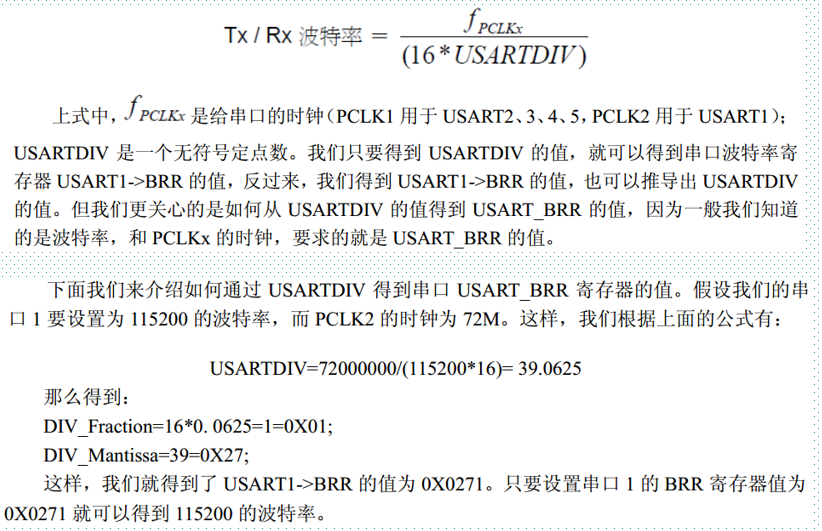 Tx / Rx 波特率 = f_PCLKx / (16*USARTDIV)
上式中，f_PCLKx 是给串口的时钟（PCLK1 用于 USART2、3、4、5，PCLK2 用于 USART1）；
USARTDIV 是一个无符号定点数。我们只要得到 USARTDIV 的值，就可以得到串口波特率寄
存器 USART1->BRR 的值，反过来，我们得到 USART1->BRR 的值，也可以推导出 USARTDIV
的值。但我们更关心的是如何从 USARTDIV 的值得到 USART_BRR 的值，因为一般我们知道
的是波特率，和 PCLKx 的时钟，要求的就是 USART_BRR 的值。
下面我们来介绍如何通过 USARTDIV 得到串口 USART_BRR 寄存器的值。假设我们的串
口 1 要设置为 115200 的波特率，而 PCLK2 的时钟为 72M。这样，我们根据上面的公式有：
USARTDIV=72000000/(115200*16)= 39.0625
那么得到：
DIV_Fraction=16*0. 0625=1=0X01;
DIV_Mantissa=39=0X27;
这样，我们就得到了 USART1->BRR 的值为 0X0271。只要设置串口 1 的 BRR 寄存器值为
0X0271 就可以得到 115200 的波特率。